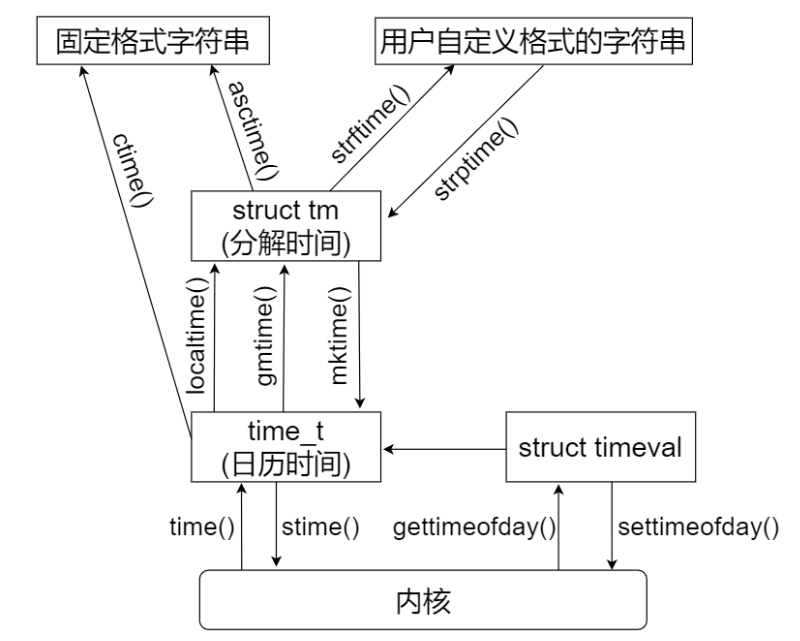 固定格式字符串
用户自定义格式的字符串
ctime()
asctime()
strftime()
strptime()
struct tm
(分解时间)
localtime()
gmtime()
mktime()
time_t
(日历时间)
struct timeval
time()
stime()
gettimeofday()
settimeofday()
内核